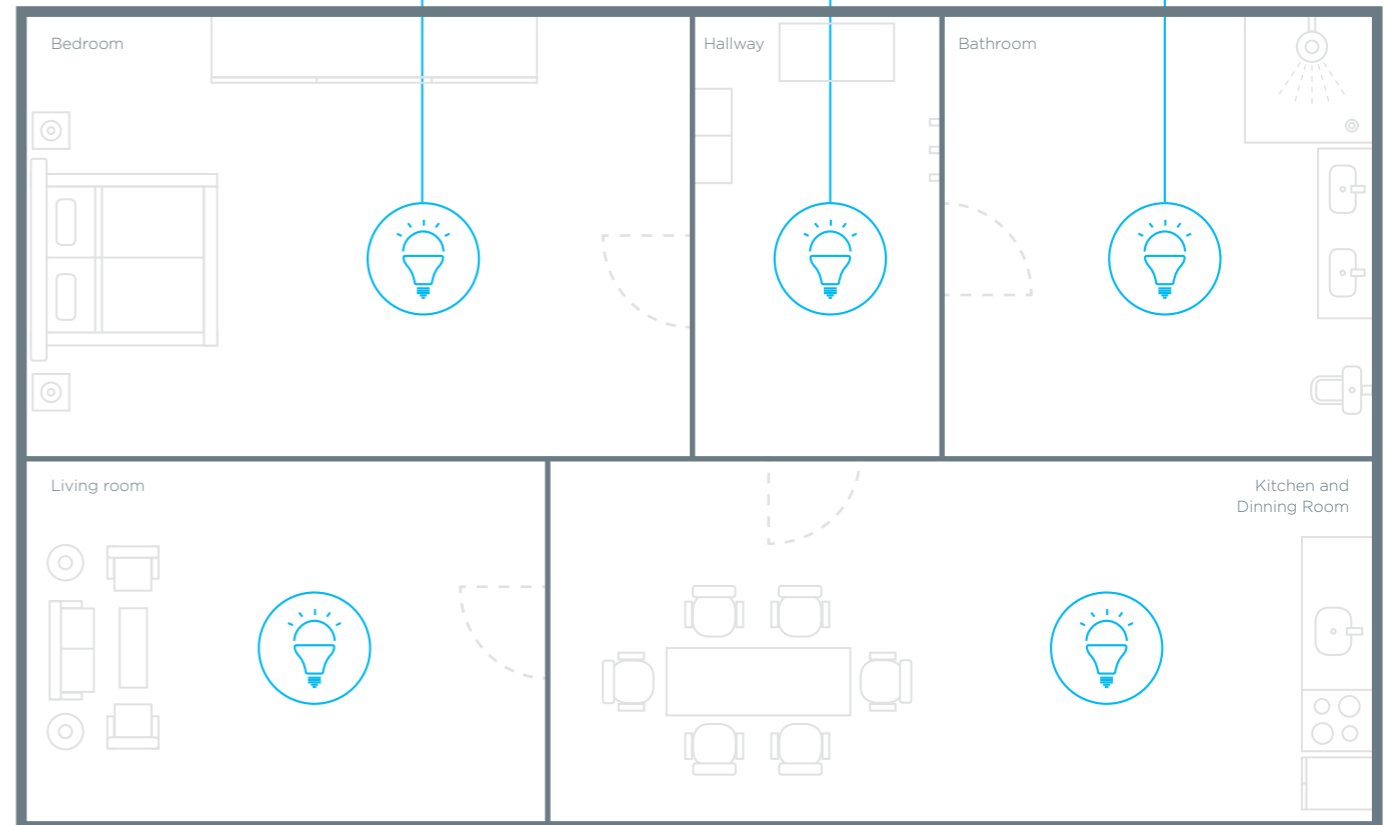 Bedroom
Hallway
Bathroom
Living room
Kitchen and
Dinning Room